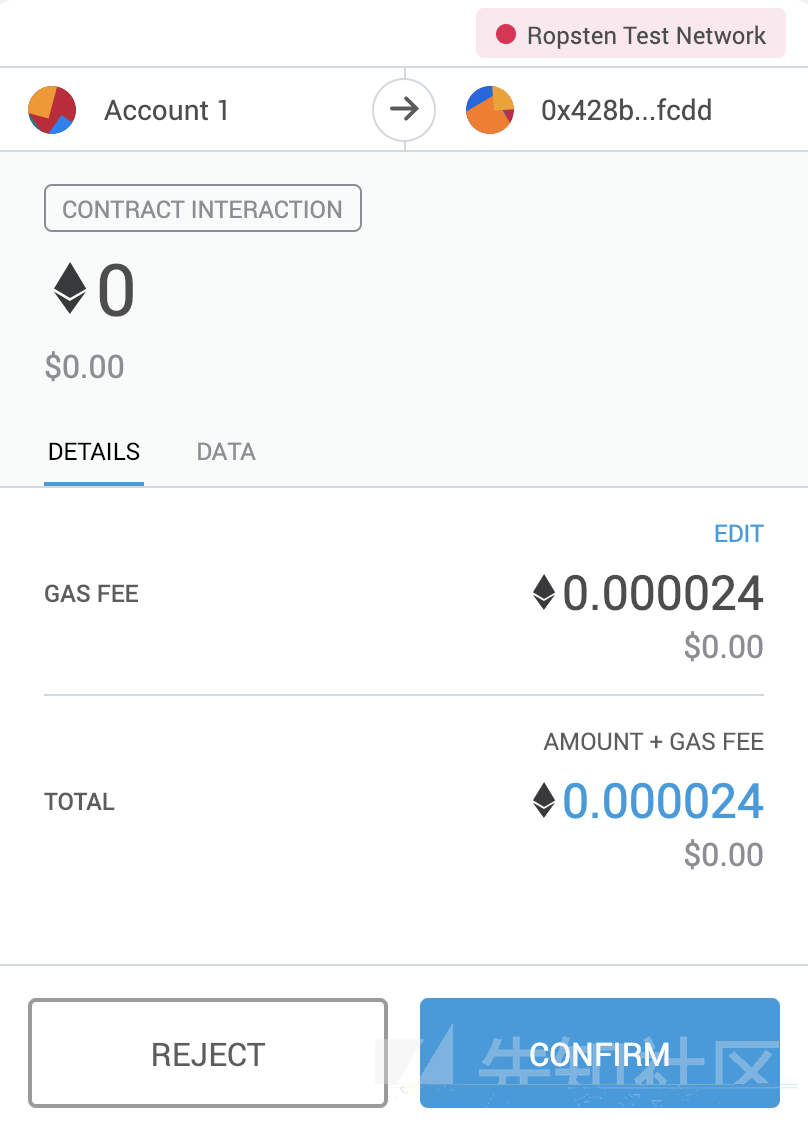 Ropsten Test Network
Account 1
0x428b...fcdd
CONTRACT INTERACTION
0
$0.00
DETAILS
DATA
EDIT
GAS FEE
0.000024
$0.00
AMOUNT + GAS FEE
TOTAL
0.000024
$0.00
REJECT
CONFIRM
先知社区